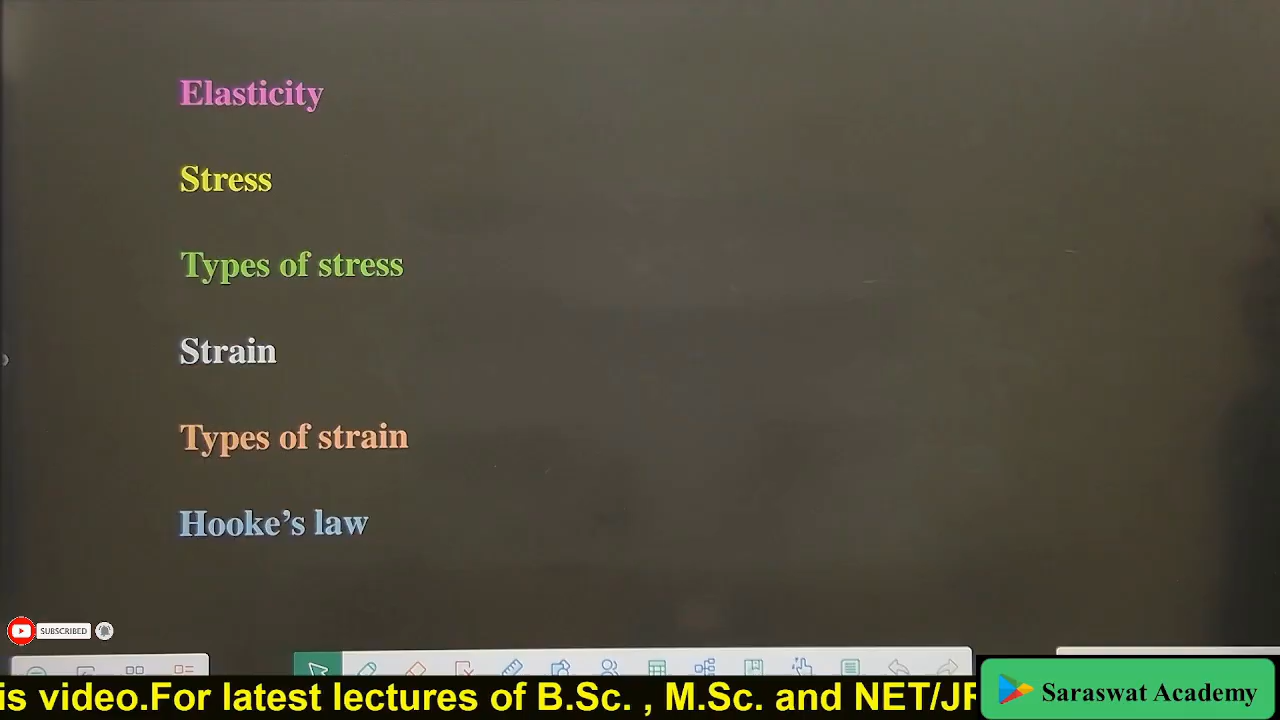 Elasticity
Stress
Types of stress
Strain
Types of strain
Hooke’s law
SUBSCRIBED
is video.For latest lectures of B.Sc. , M.Sc. and NET/JR
Saraswat Academy